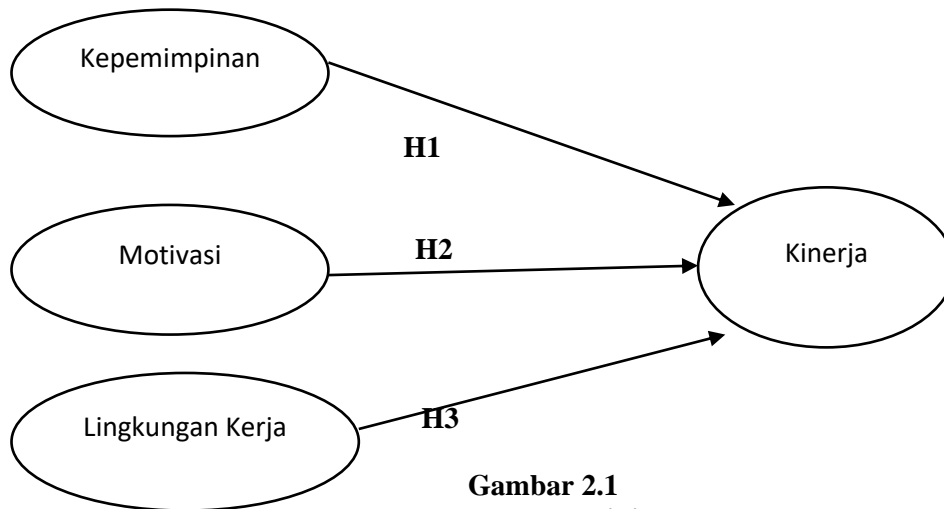 Kepemimpinan
H1
Motivasi
H2
Kinerja
Lingkungan Kerja
H3
Gambar 2.1